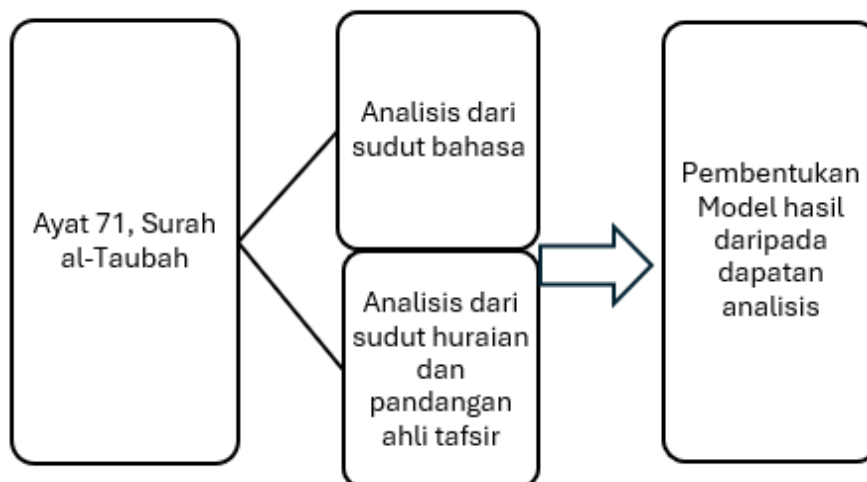 Ayat 71, Surah
al-Taubah
Analisis dari
sudut bahasa
Analisis dari
sudut huraian
dan
pandangan
ahli tafsir
Pembentukan
Model hasil
daripada
dapatan
analisis